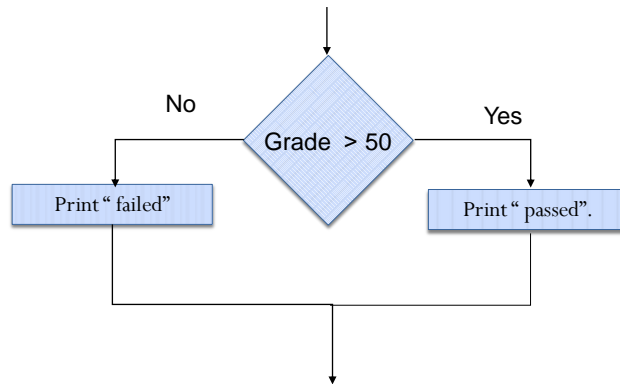 No
Yes
Grade > 50
Print “ failed”
Print “ passed”.